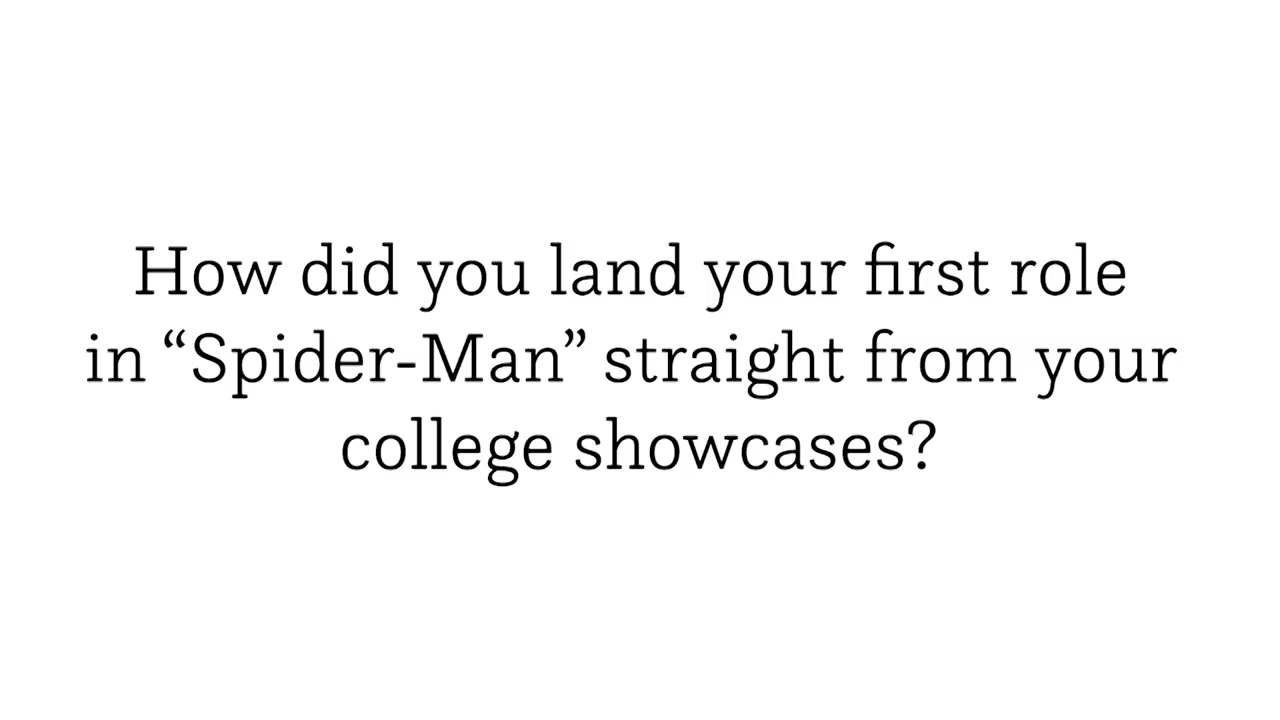 How did you land your first role
in “Spider-Man” straight from your
college showcases?